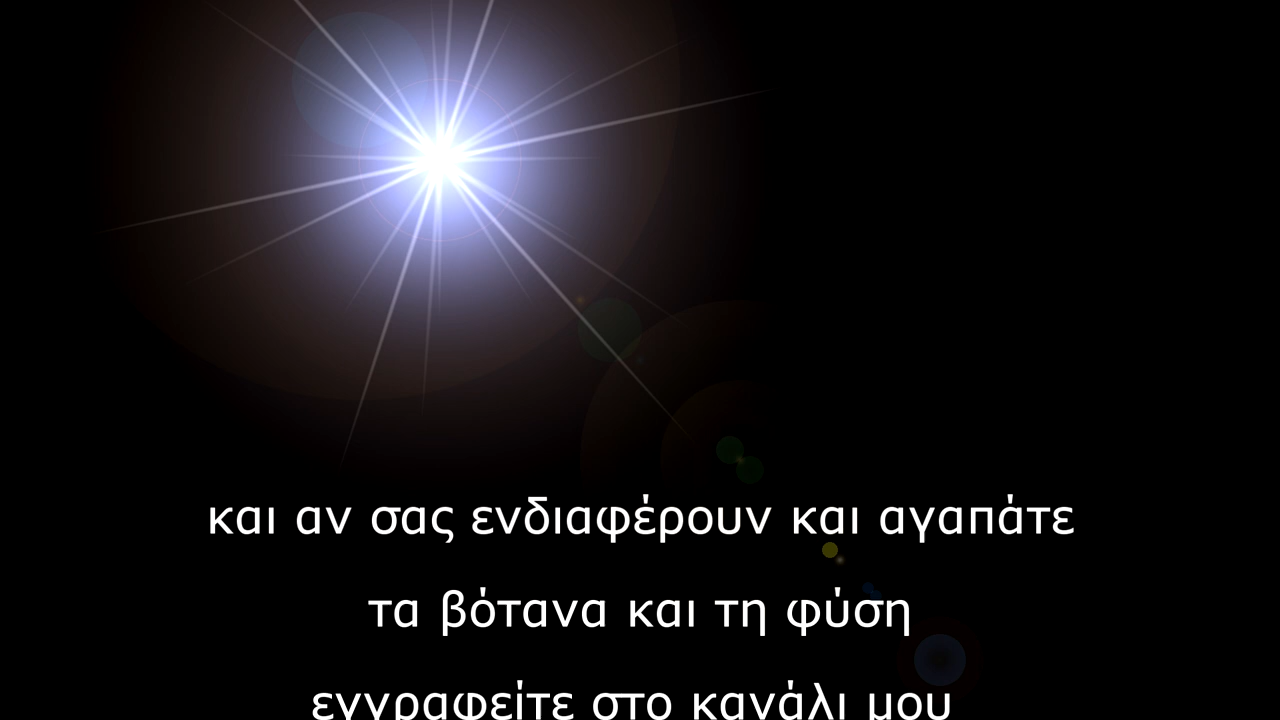 και αν σας ενδιαφέρουν και αγαπάτε
τα βότανα και τη φύση
εγγραφείτε στο κανάλι μου